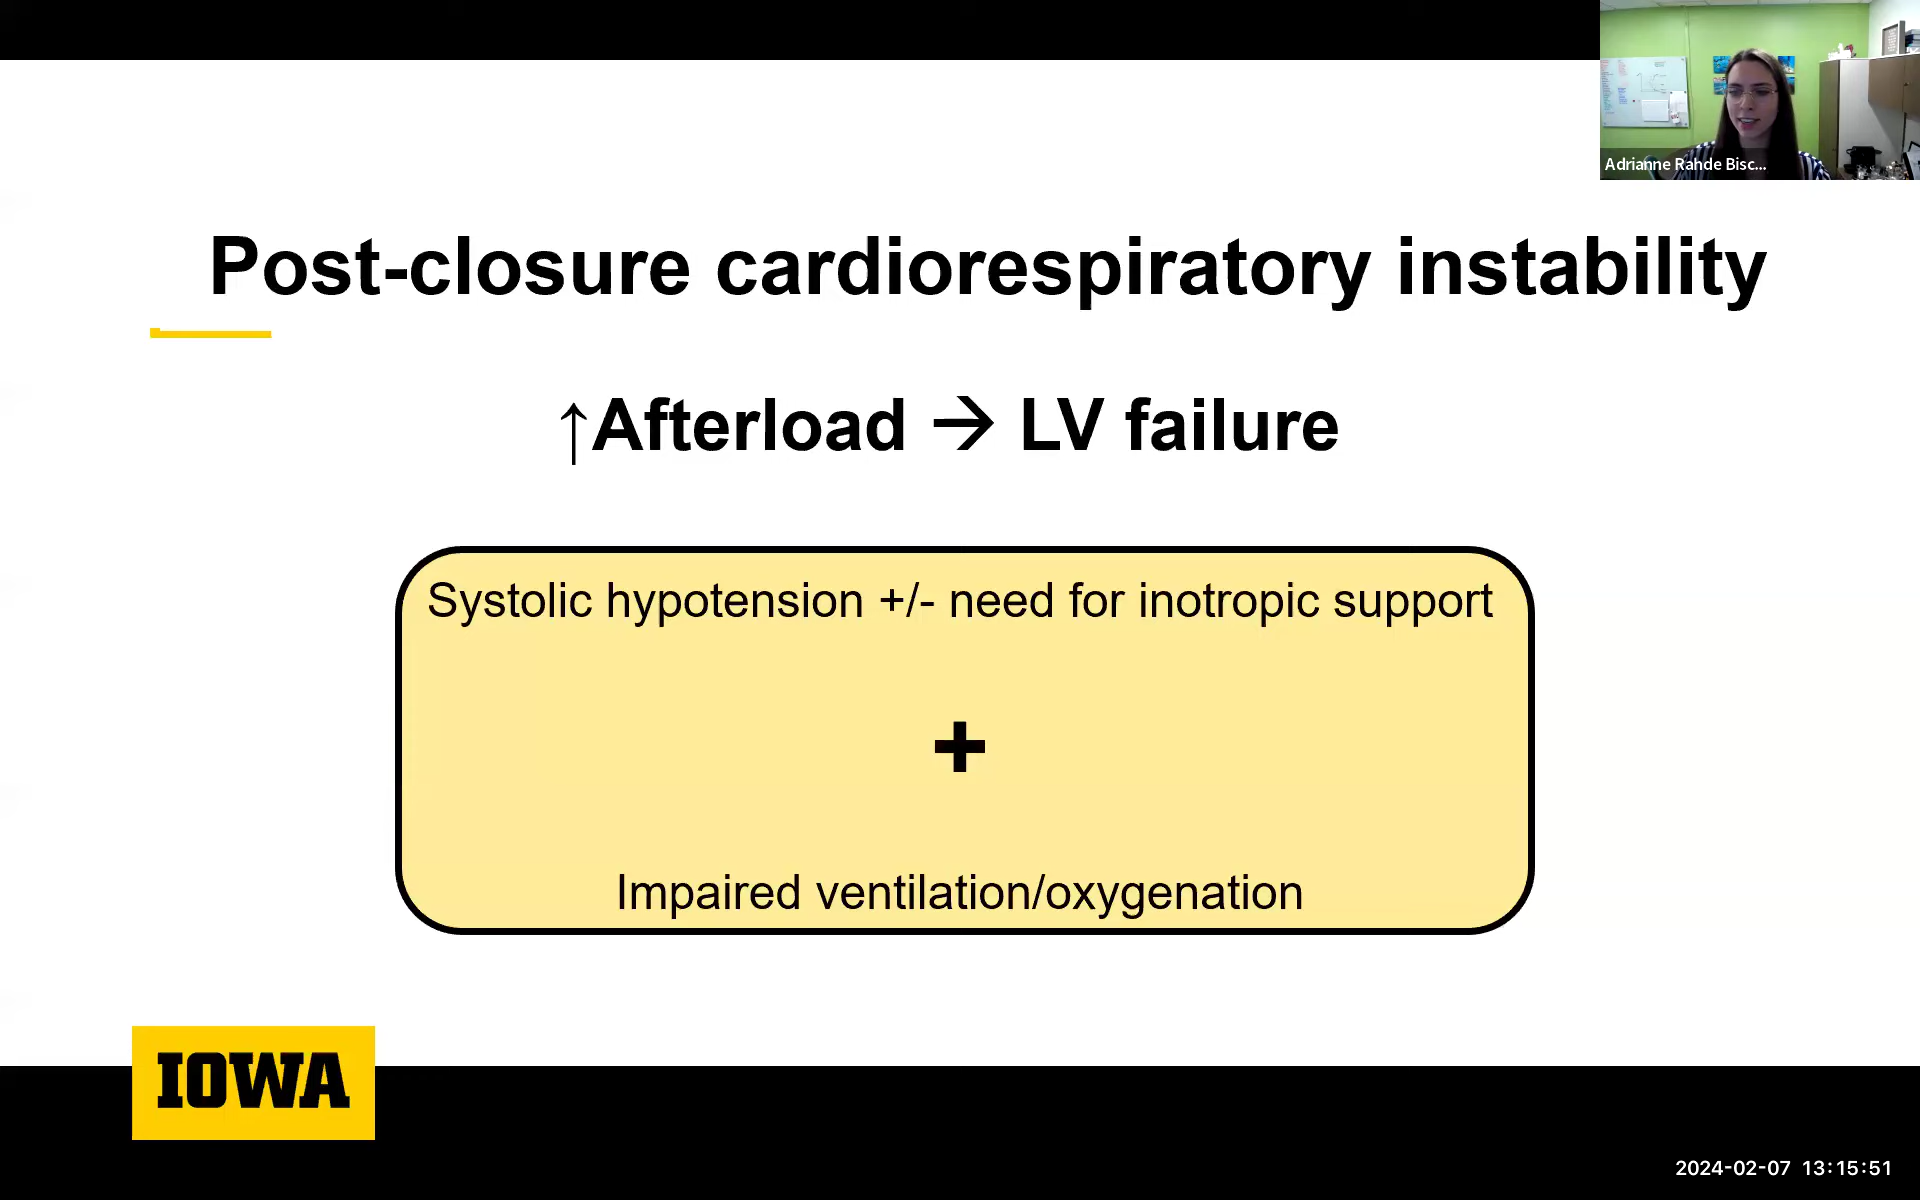 Adrianne Rahde Bisc...
Post-closure cardiorespiratory instability
↑Afterload → LV failure
Systolic hypotension +/- need for inotropic support
+
Impaired ventilation/oxygenation
IOWA
2024-02-07 13:15:51